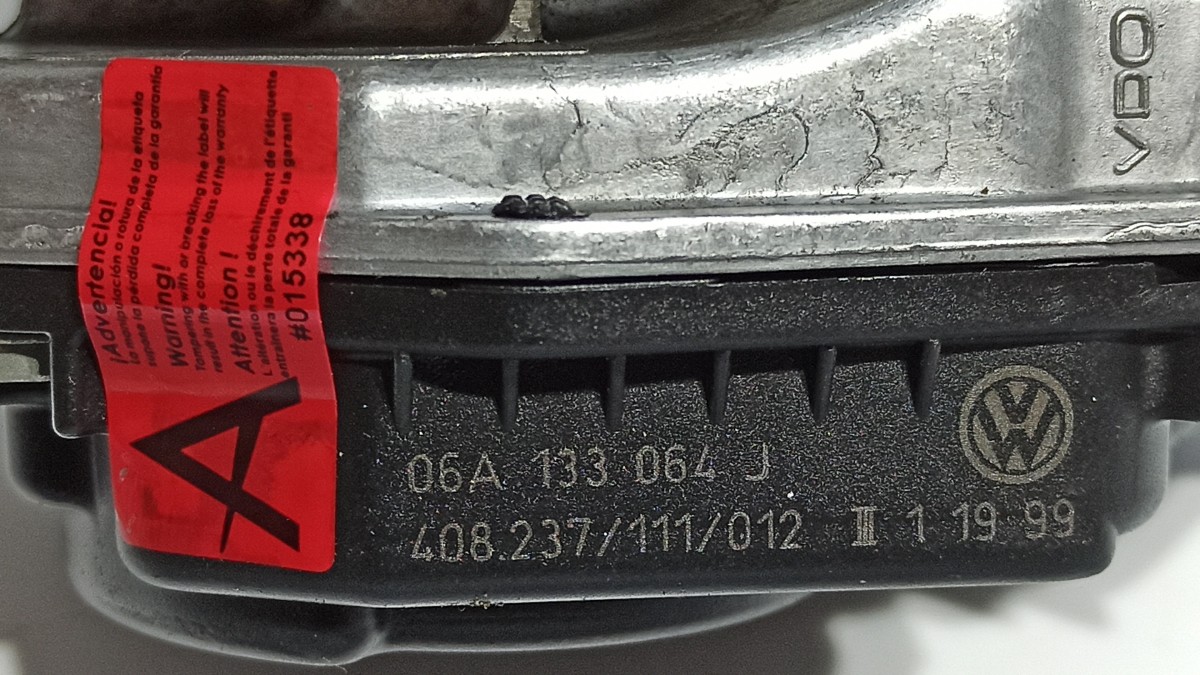 VDO
¡Advertencia!
La manipulación o rotura de la etiqueta
supone la pérdida completa de la garantía
Warning!
Tampering with or breaking the label will
result in the complete loss of the warranty
Attention !
L'altération ou le déchirement de l'étiquette
entraînera la perte totale de la garanti
#015338
A
06A 133 064 J
408.237/111/012 III 1 19 99
VW